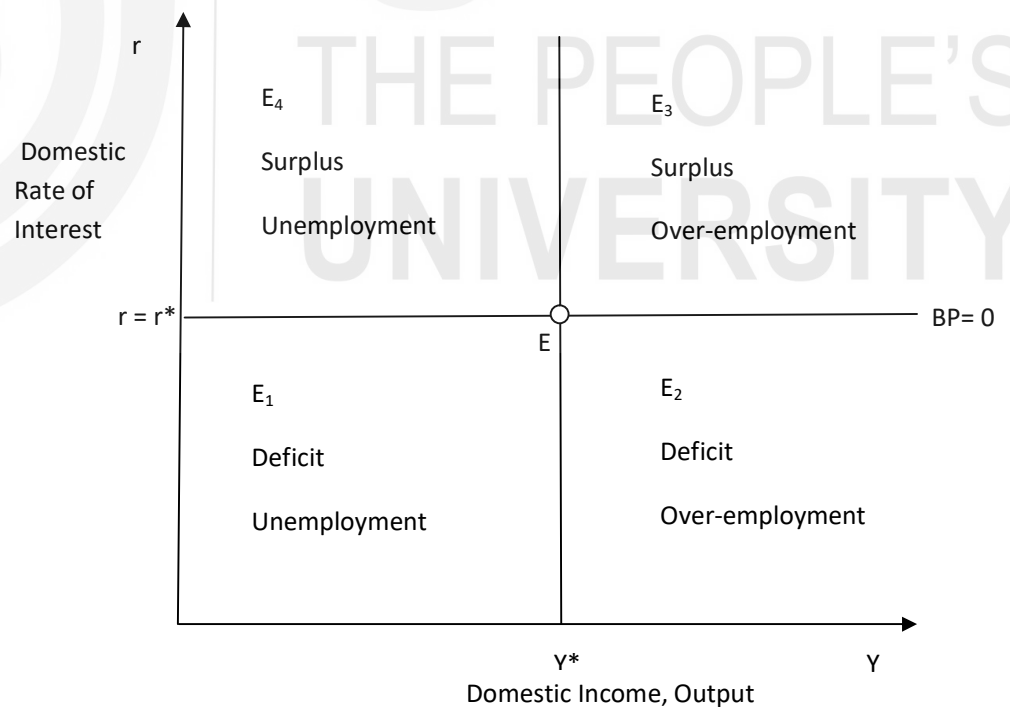 THE PEOPLE'S
UNIVERSITY
r
Domestic
Rate of
Interest
E₄
Surplus
Unemployment
E₃
Surplus
Over-employment
r = r*
BP= 0
E
E₁
Deficit
Unemployment
E₂
Deficit
Over-employment
Y*
Y
Domestic Income, Output